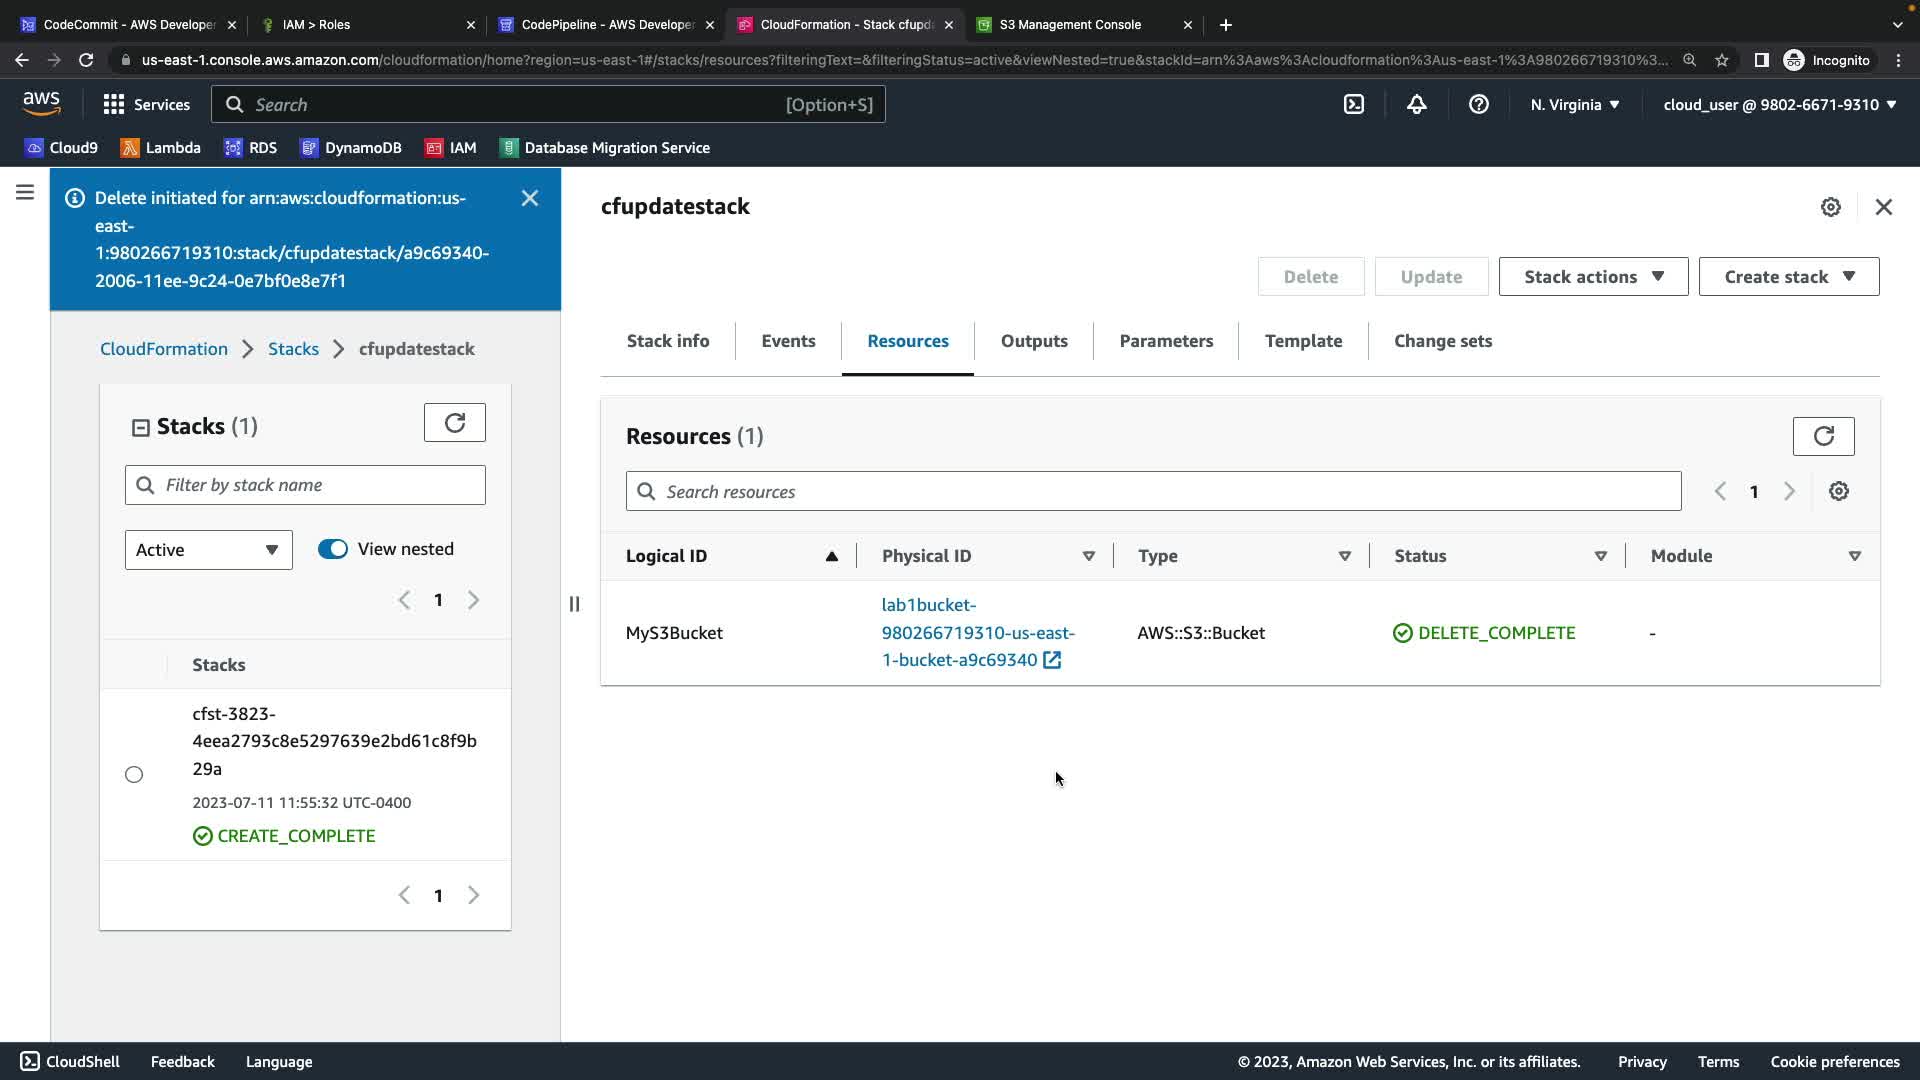 CodeCommit - AWS Developer
IAM > Roles
CodePipeline - AWS Developer
CloudFormation - Stack cfupda
S3 Management Console
us-east-1.console.aws.amazon.com/cloudformation/home?region=us-east-1#/stacks/resources?filteringText=&filteringStatus=active&viewNested=true&stackId=arn%3Aaws%3Acloudformation%3Aus-east-1%3A980266719310%3...
Incognito
aws
Services
Search
[Option+S]
N. Virginia
cloud_user @ 9802-6671-9310
Cloud9
Lambda
RDS
DynamoDB
IAM
Database Migration Service
Delete initiated for arn:aws:cloudformation:us-
east-
1:980266719310:stack/cfupdatestack/a9c69340-
2006-11ee-9c24-0e7bf0e8e7f1
CloudFormation
Stacks
cfupdatestack
Stacks (1)
Filter by stack name
Active
View nested
1
Stacks
cfst-3823-
4eea2793c8e5297639e2bd61c8f9b
29a
2023-07-11 11:55:32 UTC-0400
CREATE_COMPLETE
1
cfupdatestack
Delete
Update
Stack actions
Create stack
Stack info
Events
Resources
Outputs
Parameters
Template
Change sets
Resources (1)
Search resources
1
Logical ID
Physical ID
Type
Status
Module
MyS3Bucket
lab1bucket-
980266719310-us-east-
1-bucket-a9c69340
AWS::S3::Bucket
DELETE_COMPLETE
-
CloudShell
Feedback
Language
© 2023, Amazon Web Services, Inc. or its affiliates.
Privacy
Terms
Cookie preferences